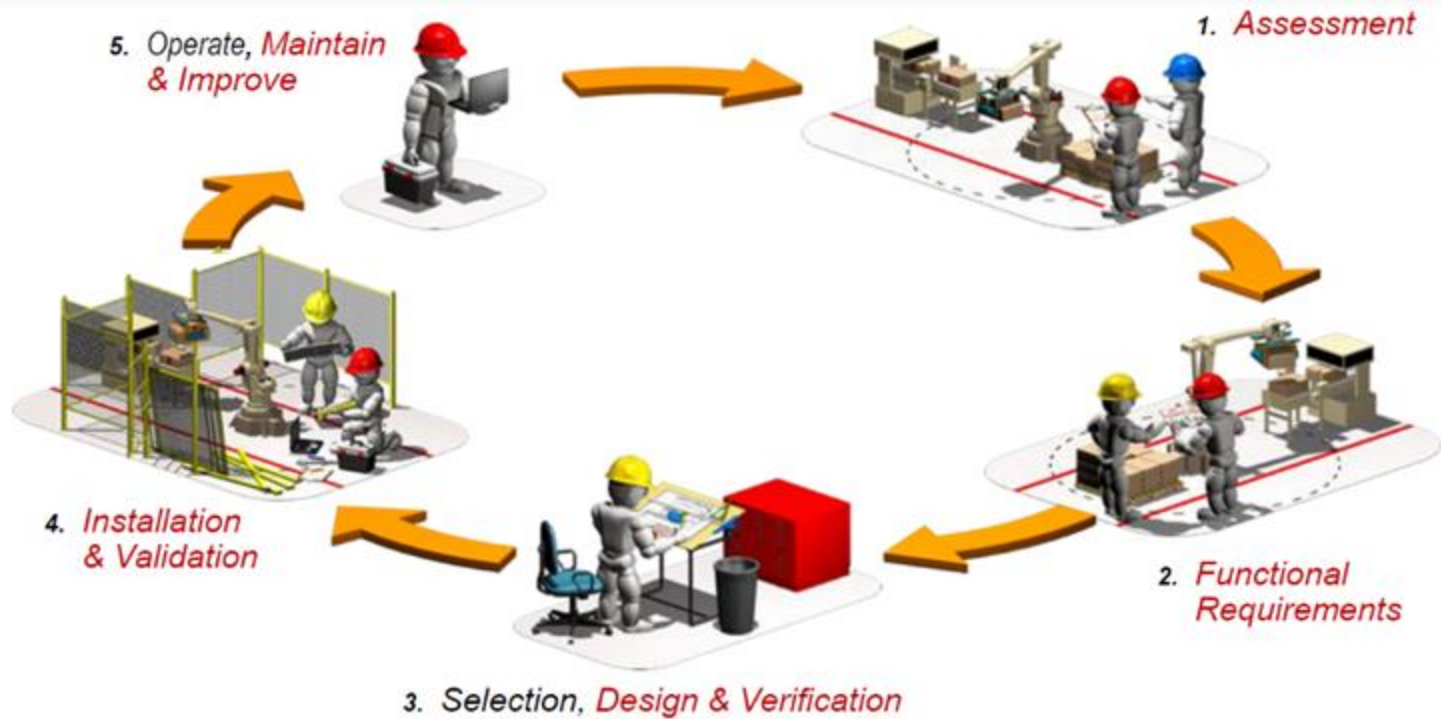 1. Assessment
2. Functional
Requirements
3. Selection, Design & Verification
4. Installation
& Validation
5. Operate, Maintain
& Improve